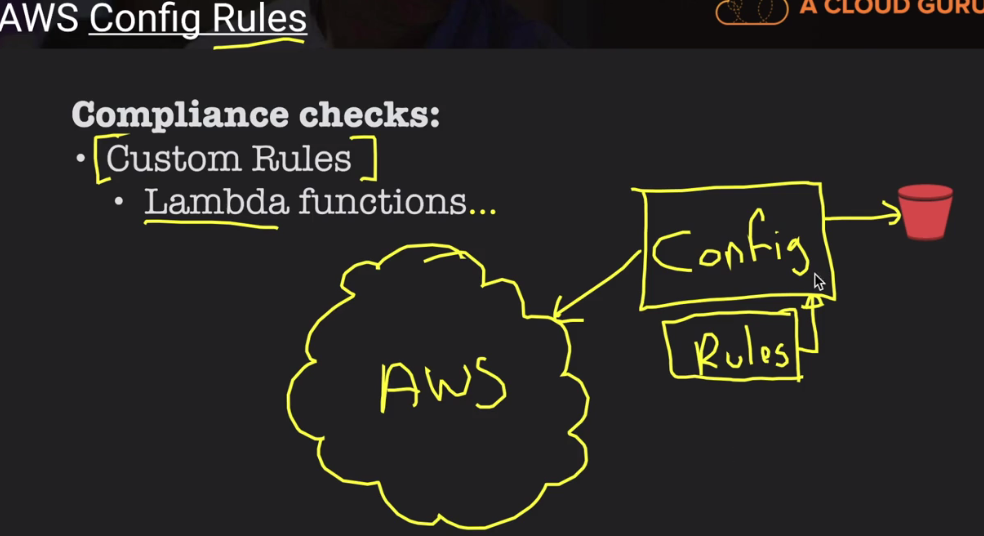 AWS Config Rules
A CLOUD GURU
Compliance checks:
• [Custom Rules]
• Lambda functions...
Config
Rules
AWS